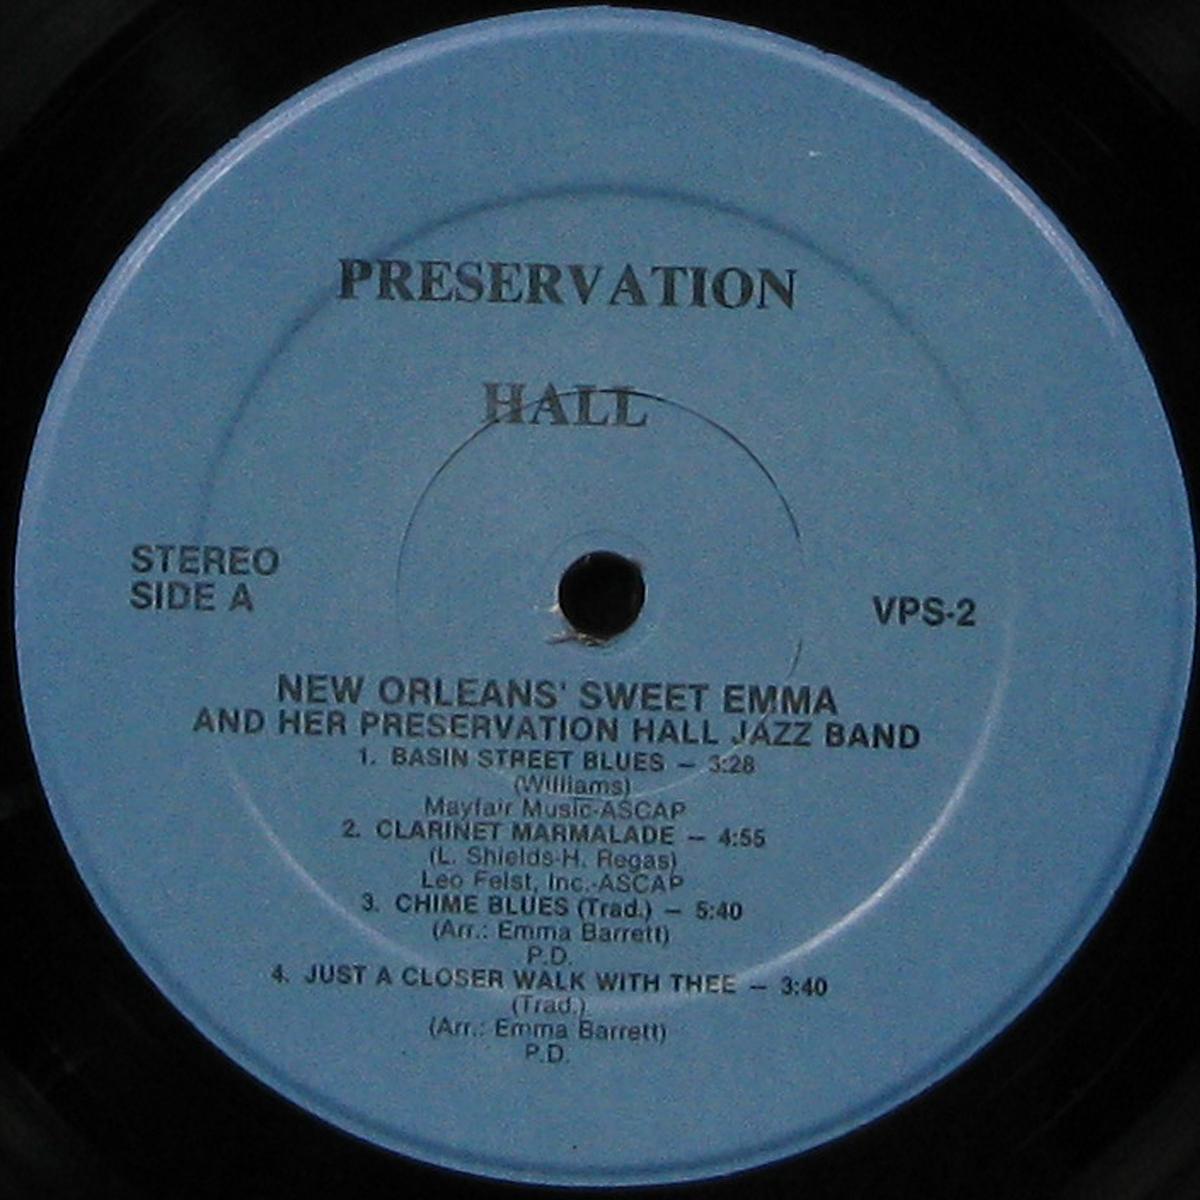 PRESERVATION
HALL
STEREO
SIDE A
VPS-2
NEW ORLEANS' SWEET EMMA
AND HER PRESERVATION HALL JAZZ BAND
1. BASIN STREET BLUES — 3:28
(Williams)
Mayfair Music-ASCAP
2. CLARINET MARMALADE — 4:55
(L. Shields-H. Regas)
Leo Feist, Inc.-ASCAP
3. CHIME BLUES (Trad.) — 5:40
(Arr.: Emma Barrett)
P.D.
4. JUST A CLOSER WALK WITH THEE — 3:40
(Trad.)
(Arr.: Emma Barrett)
P.D.